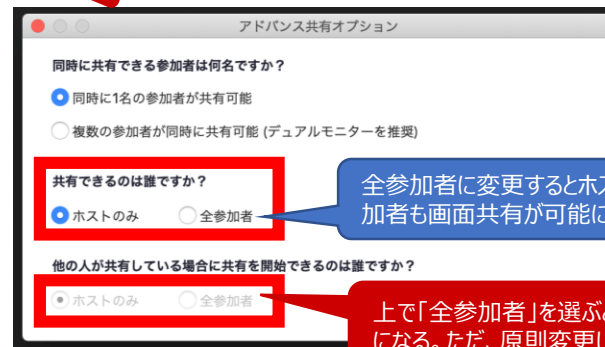 アドバンス共有オプション
同時に共有できる参加者は何名ですか？
同時に1名の参加者が共有可能
複数の参加者が同時に共有可能 (デュアルモニターを推奨)
共有できるのは誰ですか？
ホストのみ 全参加者
全参加者に変更するとホス
加者も画面共有が可能に
他の人が共有している場合に共有を開始できるのは誰ですか？
ホストのみ 全参加者
上で「全参加者」を選ぶ
になる。ただ、原則変更し